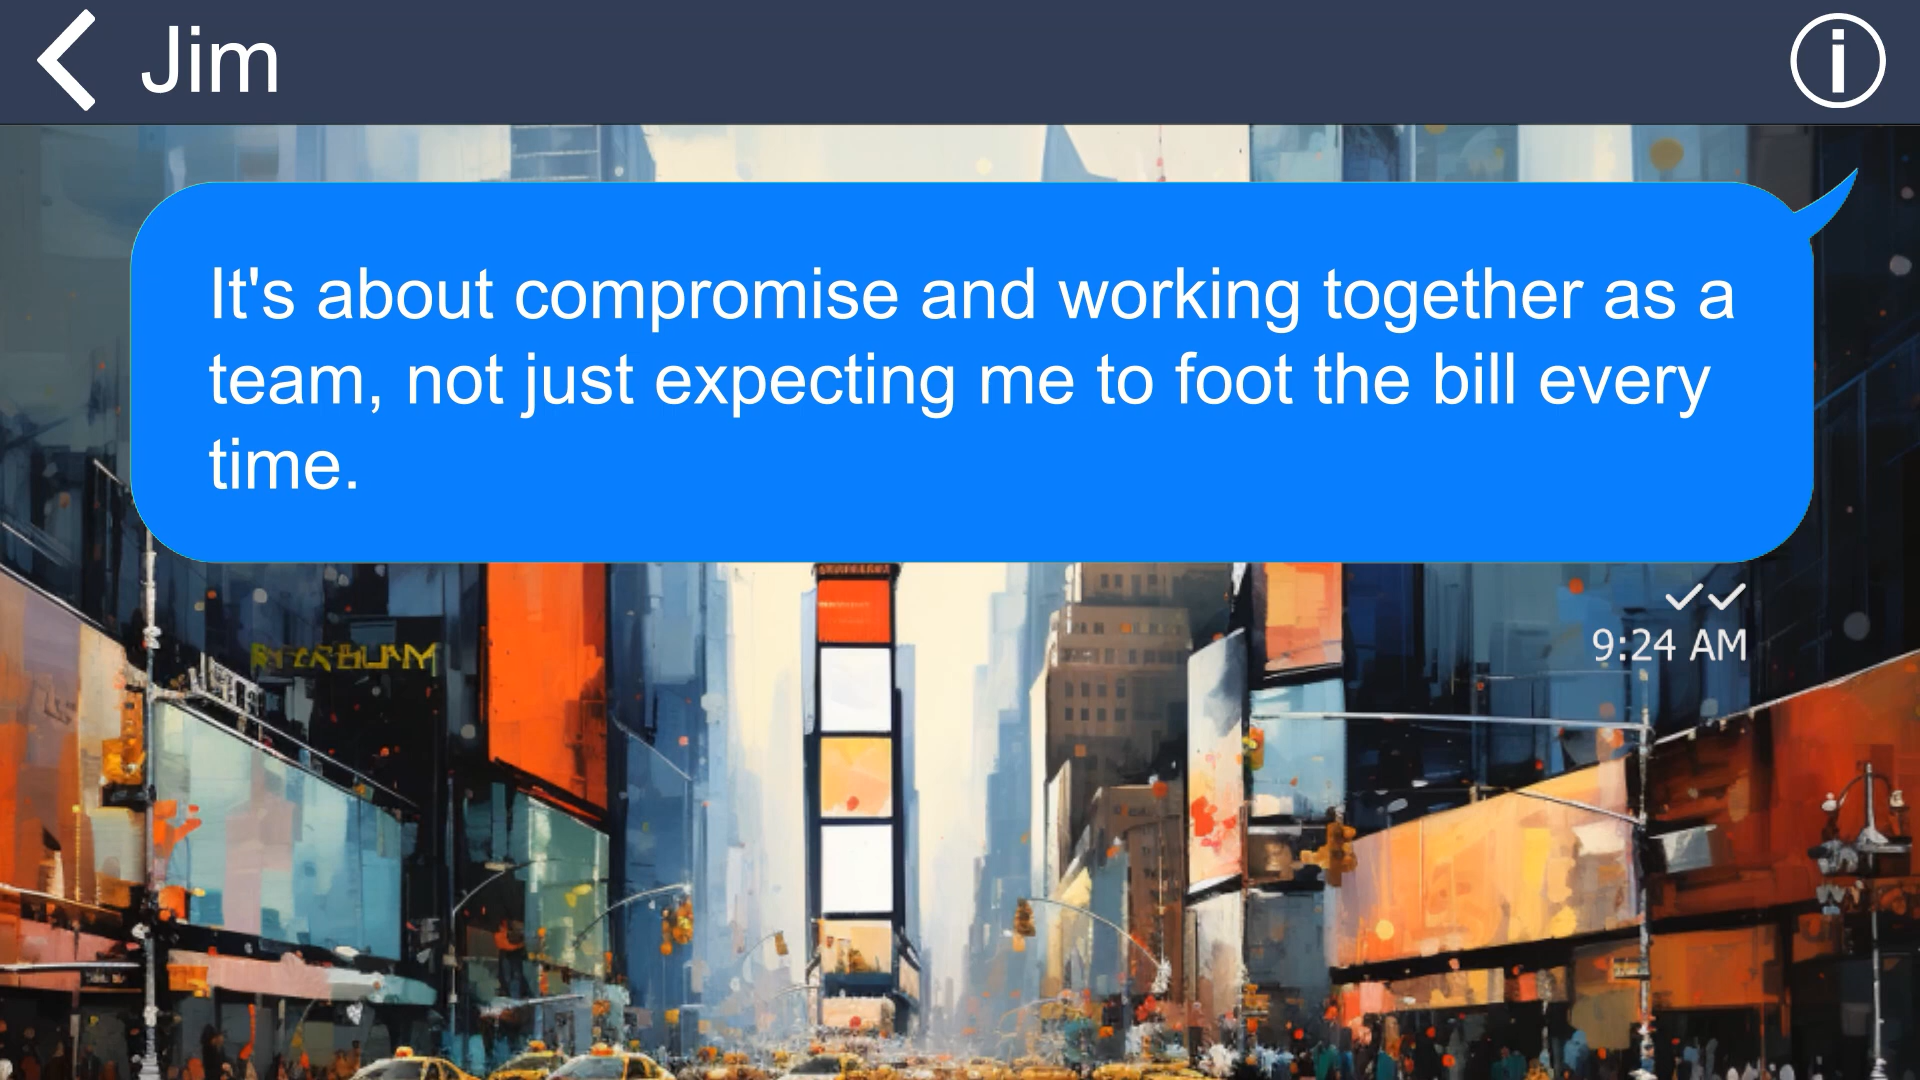 Jim
It's about compromise and working together as a
team, not just expecting me to foot the bill every
time.
9:24 AM